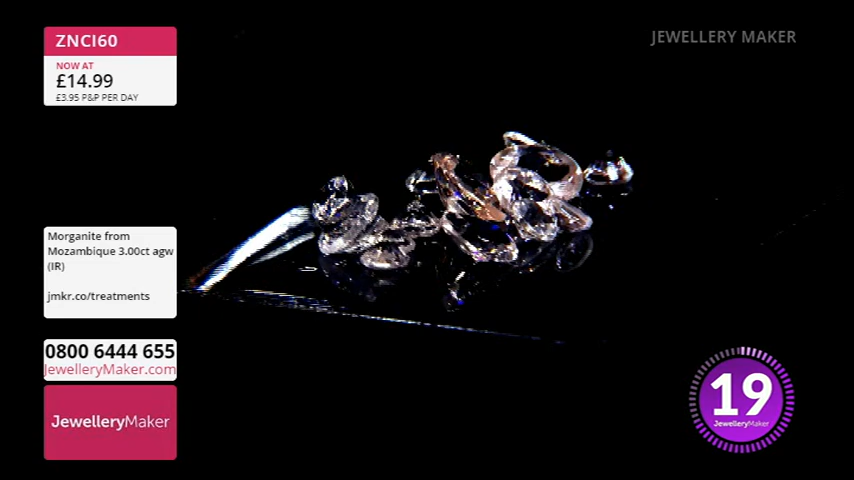 ZNCI60
NOW AT
£14.99
£3.95 P&P PER DAY
JEWELLERY MAKER
Morganite from
Mozambique 3.00ct agw
(IR)
jmkr.co/treatments
0800 6444 655
JewelleryMaker.com
JewelleryMaker
19
JewelleryMaker